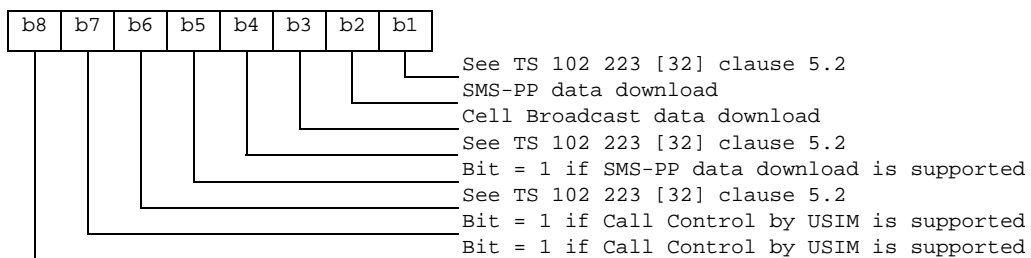 b8 b7 b6 b5 b4 b3 b2 b1
See TS 102 223 [32] clause 5.2
SMS-PP data download
Cell Broadcast data download
See TS 102 223 [32] clause 5.2
Bit = 1 if SMS-PP data download is supported
See TS 102 223 [32] clause 5.2
Bit = 1 if Call Control by USIM is supported
Bit = 1 if Call Control by USIM is supported